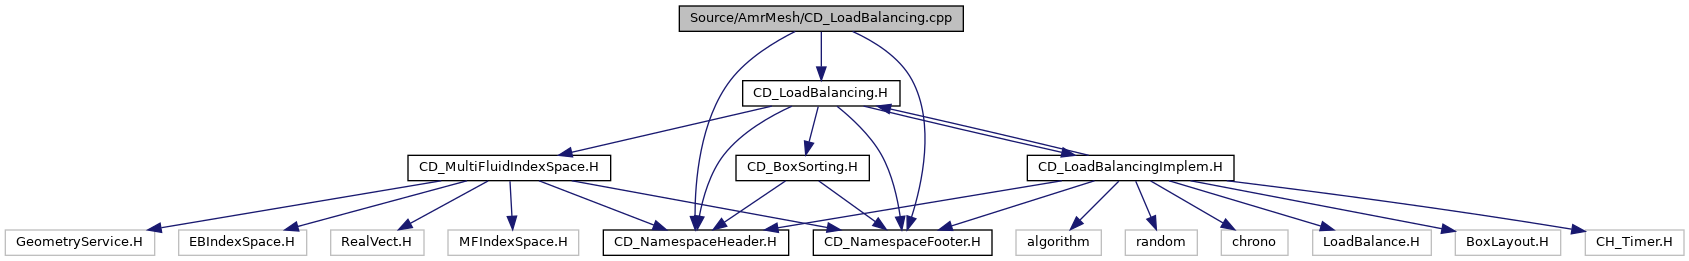 Source/AmrMesh/CD_LoadBalancing.cpp
CD_LoadBalancing.H
CD_MultiFluidIndexSpace.H
CD_BoxSorting.H
CD_LoadBalancingImplem.H
GeometryService.H
EBIndexSpace.H
RealVect.H
MFIndexSpace.H
CD_NamespaceHeader.H
CD_NamespaceFooter.H
algorithm
random
chrono
LoadBalance.H
BoxLayout.H
CH_Timer.H